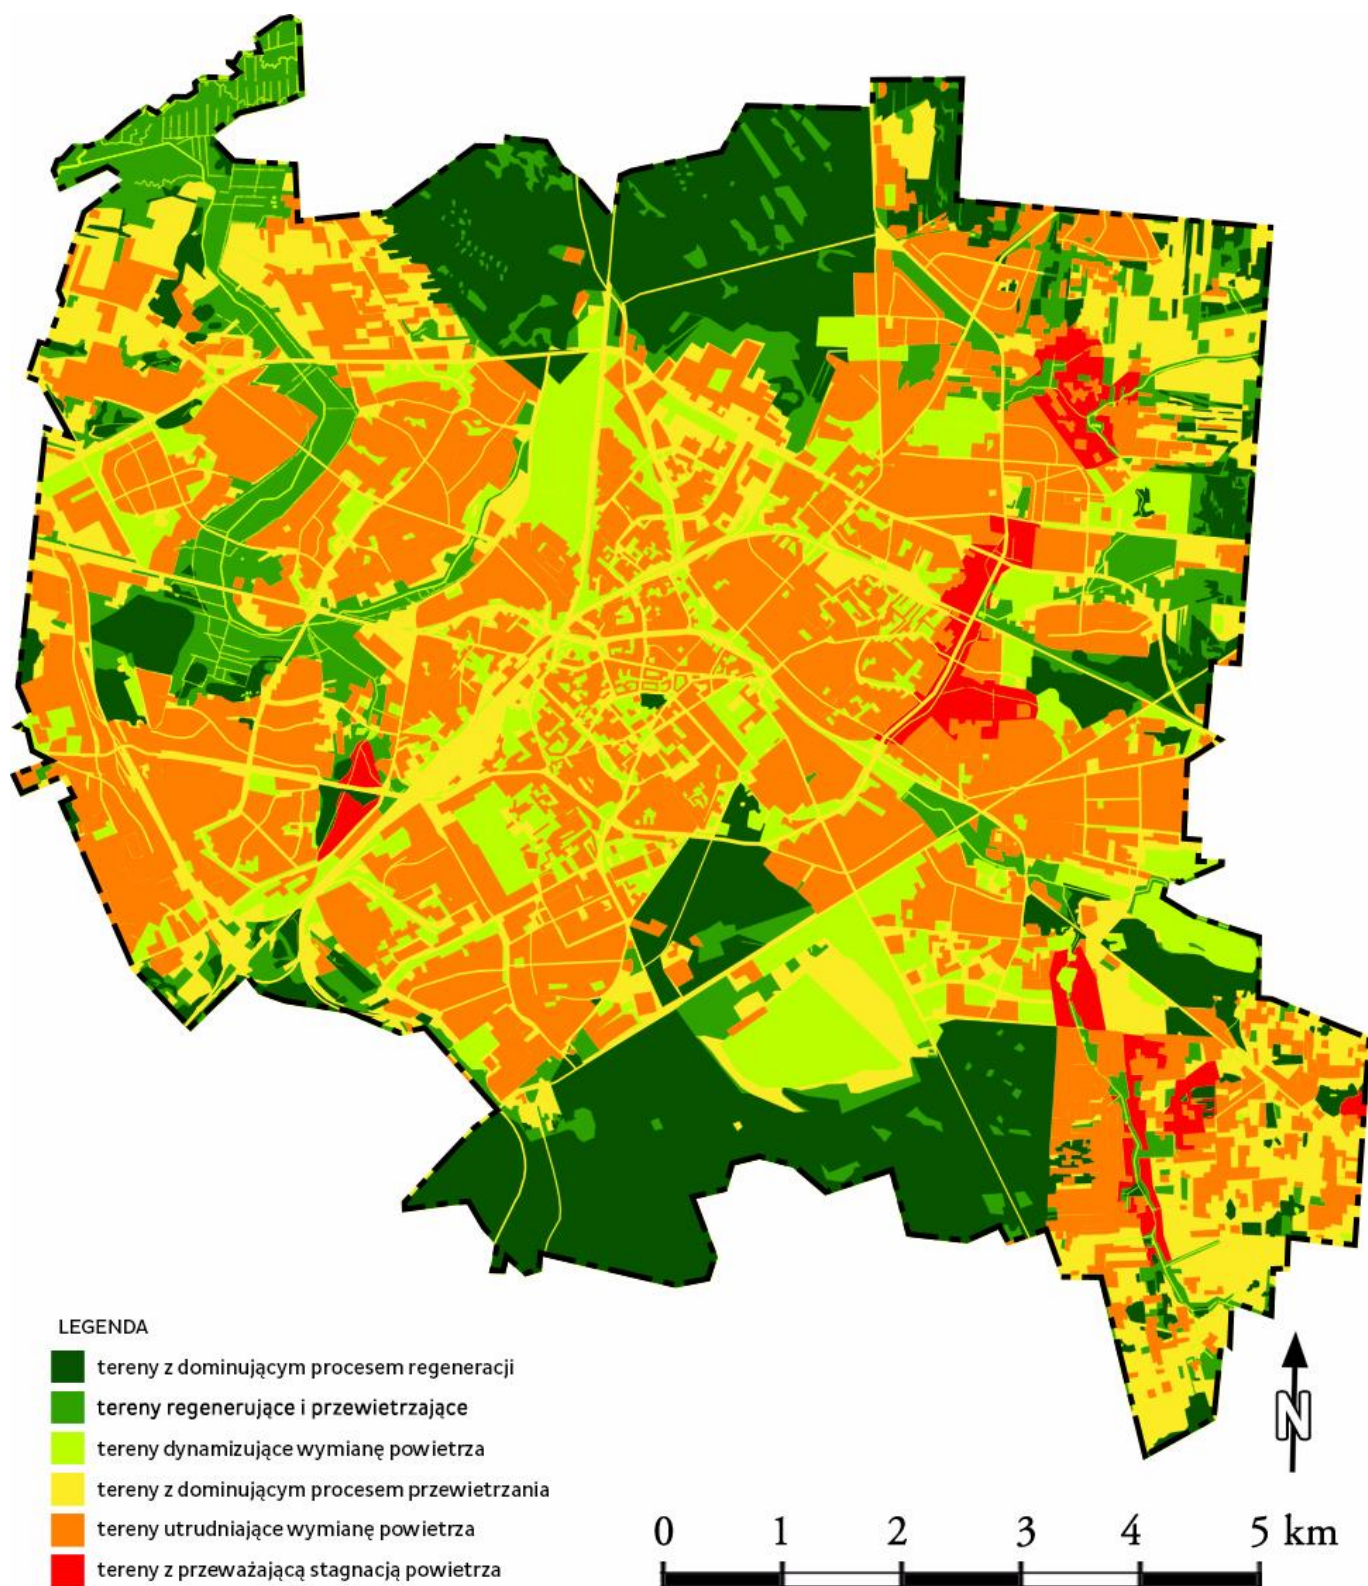 LEGENDA
tereny z dominującym procesem regeneracji
tereny regenerujące i przewietrzające
tereny dynamizujące wymianę powietrza
tereny z dominującym procesem przewietrzania
tereny utrudniające wymianę powietrza
tereny z przeważającą stagnacją powietrza
N
0 1 2 3 4 5 km